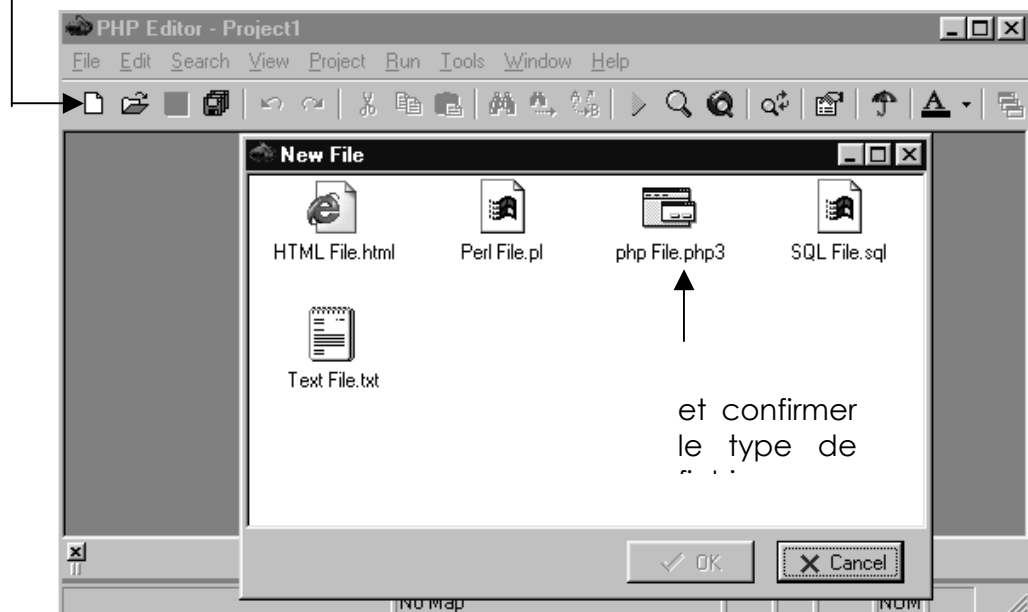 PHP Editor - Project1
File Edit Search View Project Run Tools Window Help
New File
HTML File.html Perl File.pl php File.php3 SQL File.sql
Text File.txt
et confirmer
le type de
OK Cancel
No Map NUM